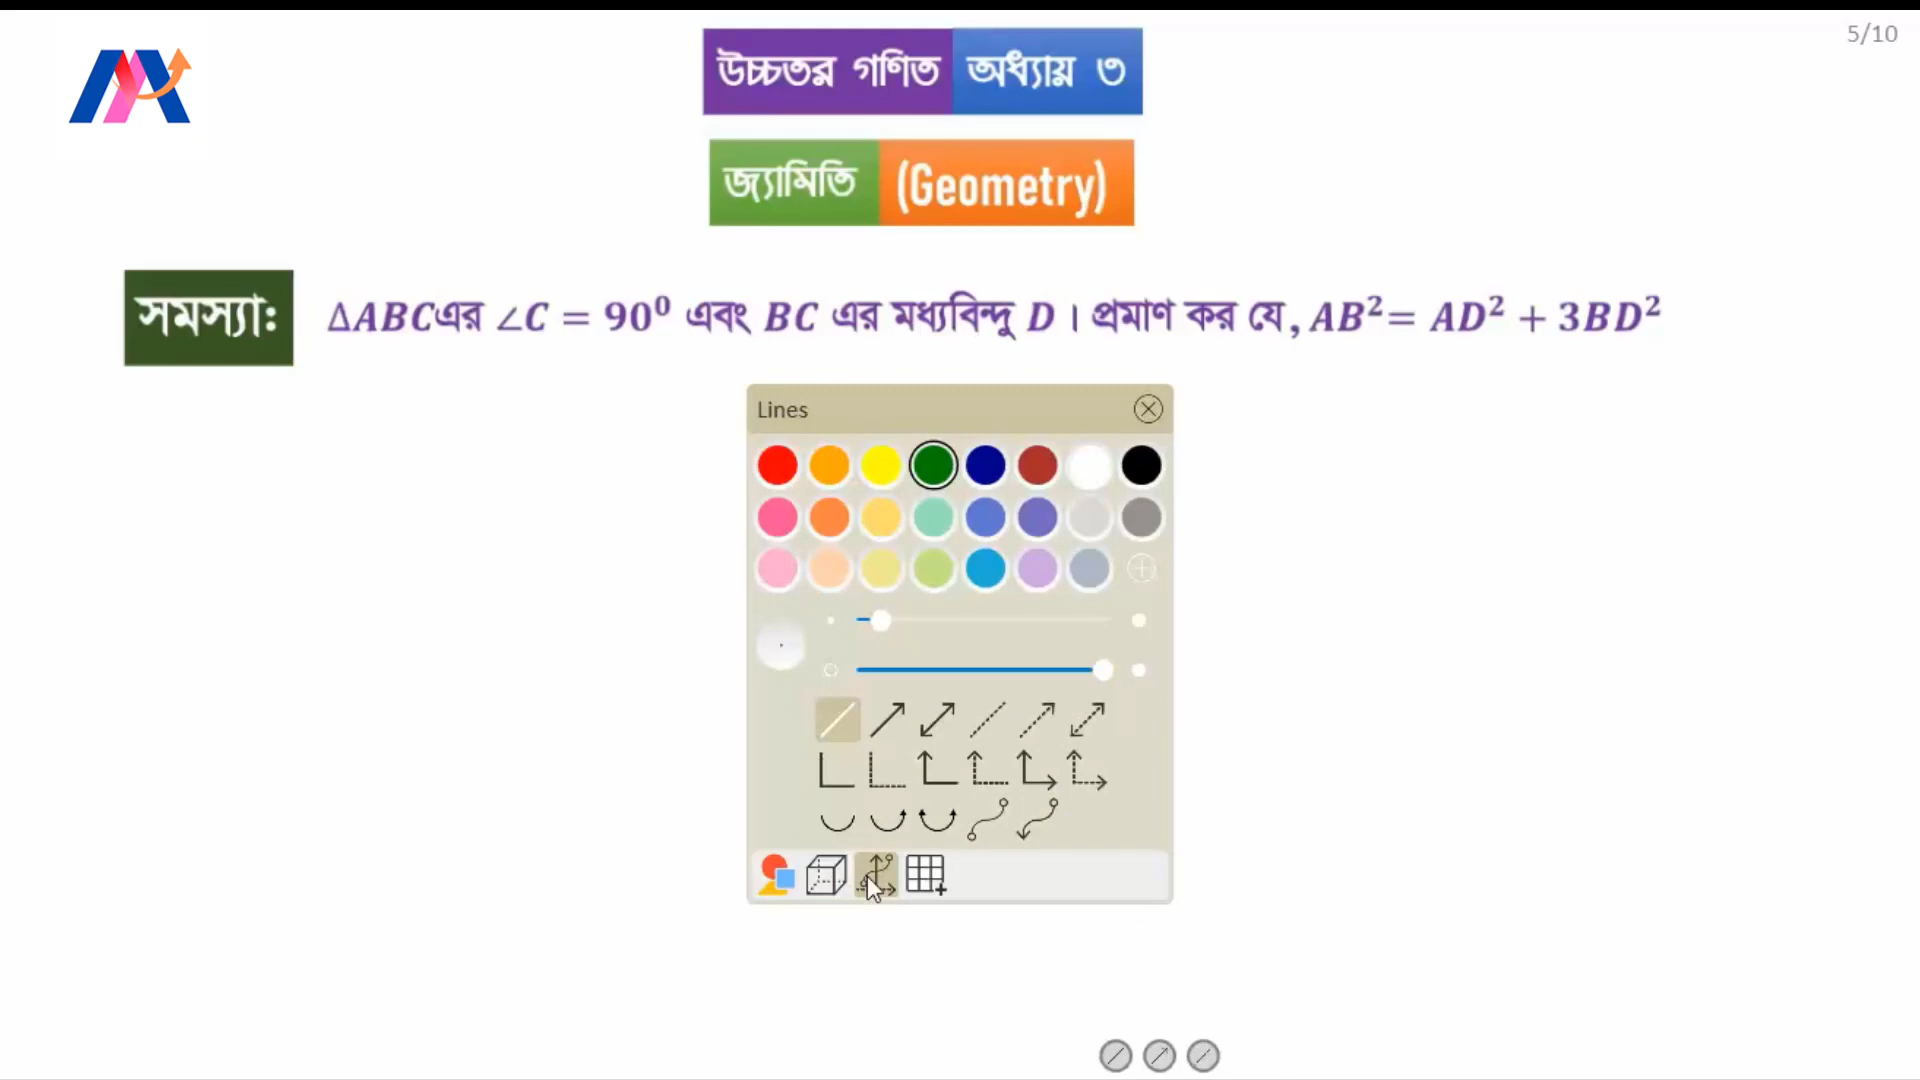 5/10
উচ্চতর গণিত অধ্যায় ৩
জ্যামিতি (Geometry)
সমস্যা: ΔABCএর ∠C = 90⁰ এবং BC এর মধ্যবিন্দু D । প্রমাণ কর যে, AB²= AD² + 3BD²
Lines